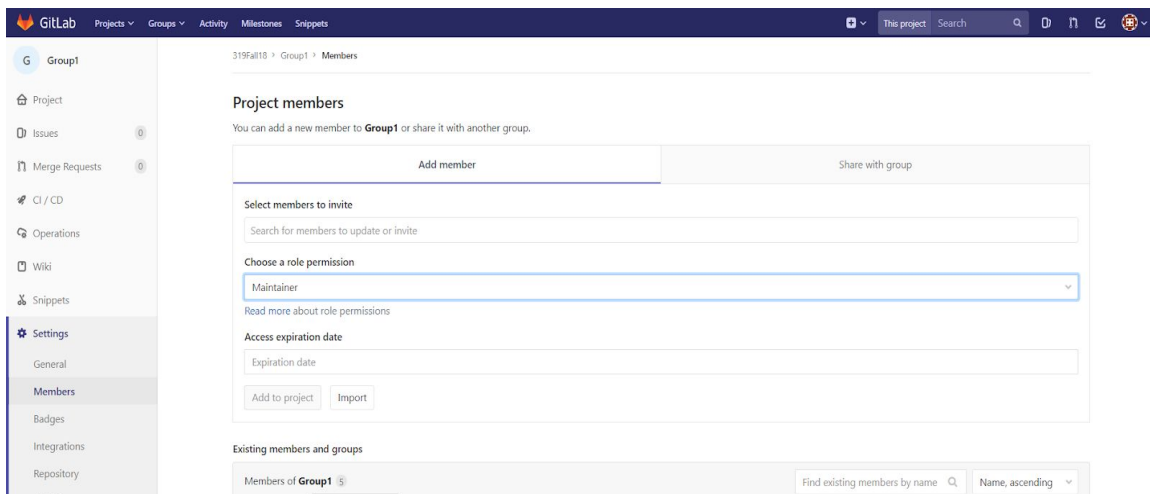 GitLab Projects Groups Activity Milestones Snippets This project Search
G Group1
319Fall18 › Group1 › Members
Project
Issues 0
Merge Requests 0
CI / CD
Operations
Wiki
Snippets
Settings
General
Members
Badges
Integrations
Repository
Project members
You can add a new member to Group1 or share it with another group.
Add member Share with group
Select members to invite
Search for members to update or invite
Choose a role permission
Maintainer
Read more about role permissions
Access expiration date
Expiration date
Add to project Import
Existing members and groups
Members of Group1 5 Find existing members by name Name, ascending